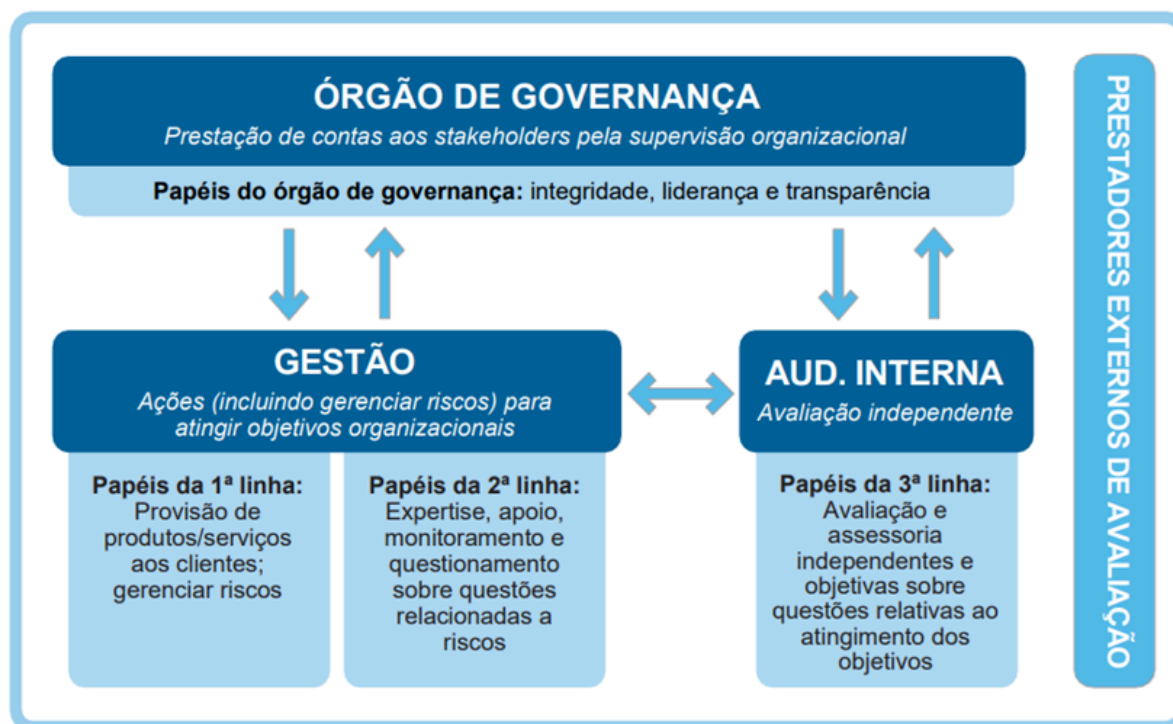 ÓRGÃO DE GOVERNANÇA
Prestação de contas aos stakeholders pela supervisão organizacional
Papéis do órgão de governança: integridade, liderança e transparência
GESTÃO
Ações (incluindo gerenciar riscos) para
atingir objetivos organizacionais
Papéis da 1ª linha:
Provisão de
produtos/serviços
aos clientes;
gerenciar riscos
Papéis da 2ª linha:
Expertise, apoio,
monitoramento e
questionamento
sobre questões
relacionadas a
riscos
AUD. INTERNA
Avaliação independente
Papéis da 3ª linha:
Avaliação e
assessoria
independentes e
objetivas sobre
questões relativas ao
atingimento dos
objetivos
PRESTADORES EXTERNOS DE AVALIAÇÃO